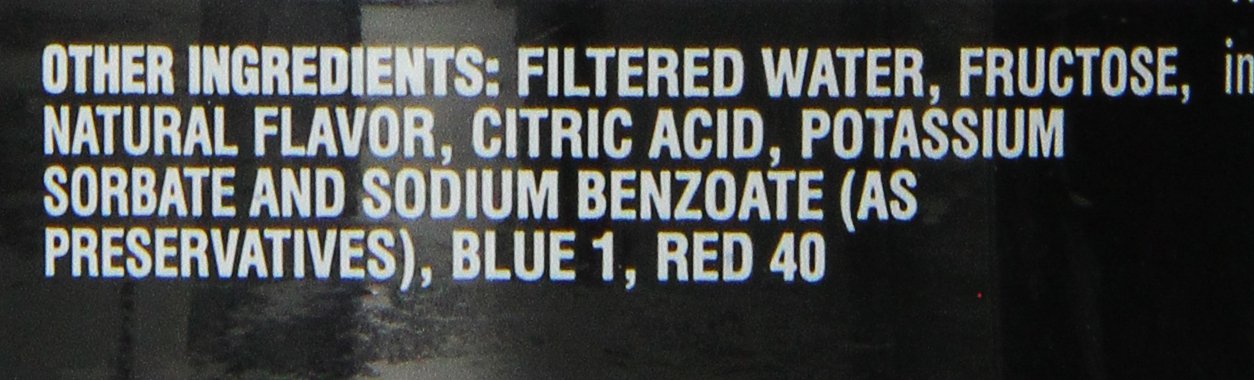 OTHER INGREDIENTS: FILTERED WATER, FRUCTOSE,
NATURAL FLAVOR, CITRIC ACID, POTASSIUM
SORBATE AND SODIUM BENZOATE (AS
PRESERVATIVES), BLUE 1, RED 40